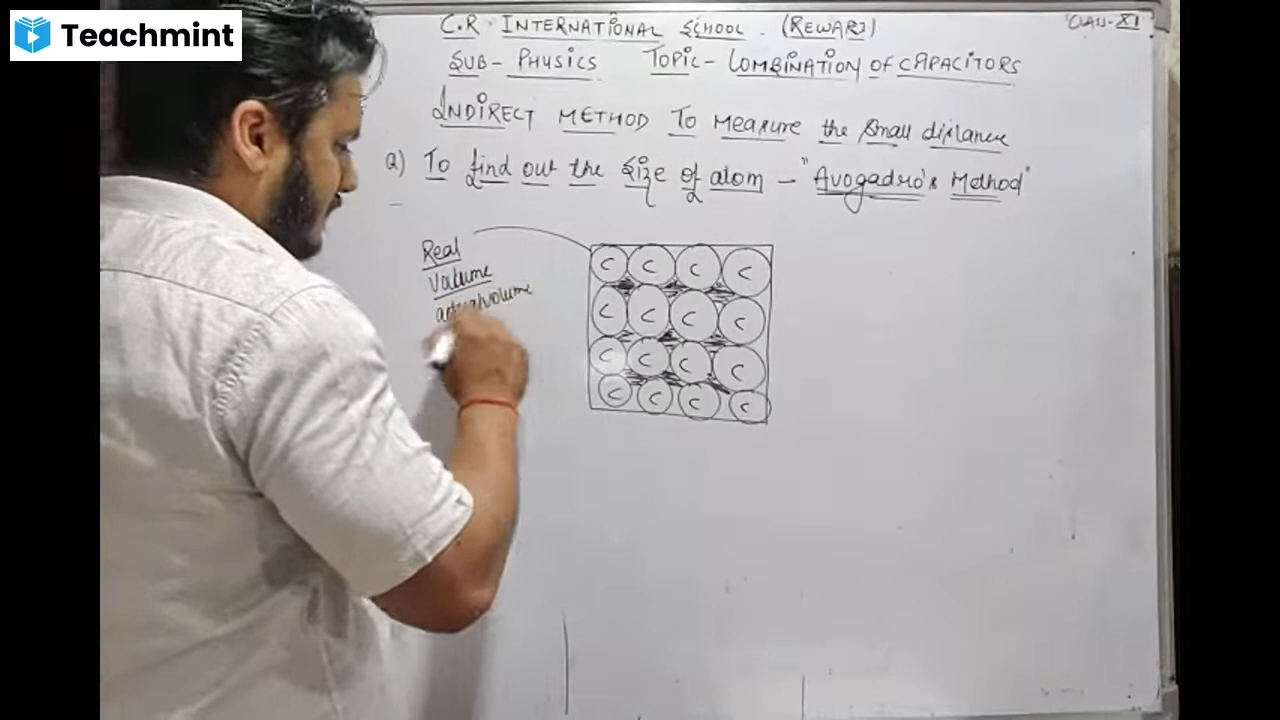 Teachmint
C.R. INTERNATIONAL SCHOOL. (REWARI)
CLASS-XI
SUB- PHYSICS TOPIC- COMBINATION OF CAPACITORS
INDIRECT METHOD TO MEASURE the small distance
a) To find out the size of atom - "Avogadro's Method"
Real
Volume
actual volume
C C C C
C C C C
C C C C
C C C C